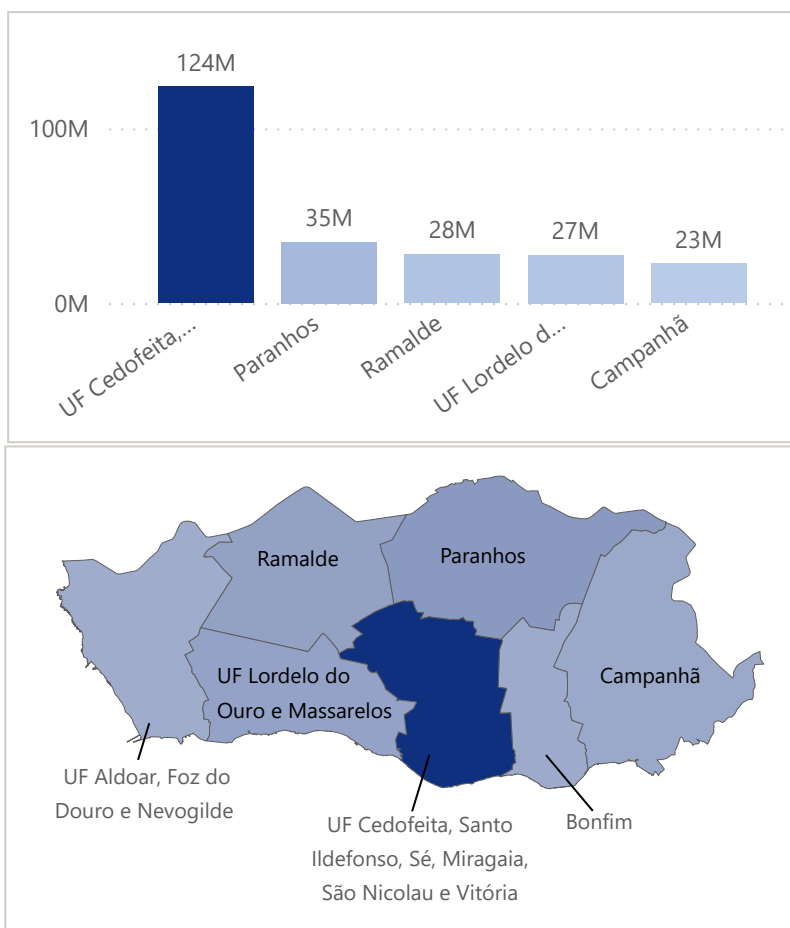 124M
100M
35M
28M
27M
23M
0M
UF Cedofeita,...
Paranhos
Ramalde
UF Lordelo d...
Campanhã
Ramalde
Paranhos
UF Lordelo do
Ouro e Massarelos
Campanhã
UF Aldoar, Foz do
Douro e Nevogilde
UF Cedofeita, Santo
Ildefonso, Sé, Miragaia,
São Nicolau e Vitória
Bonfim